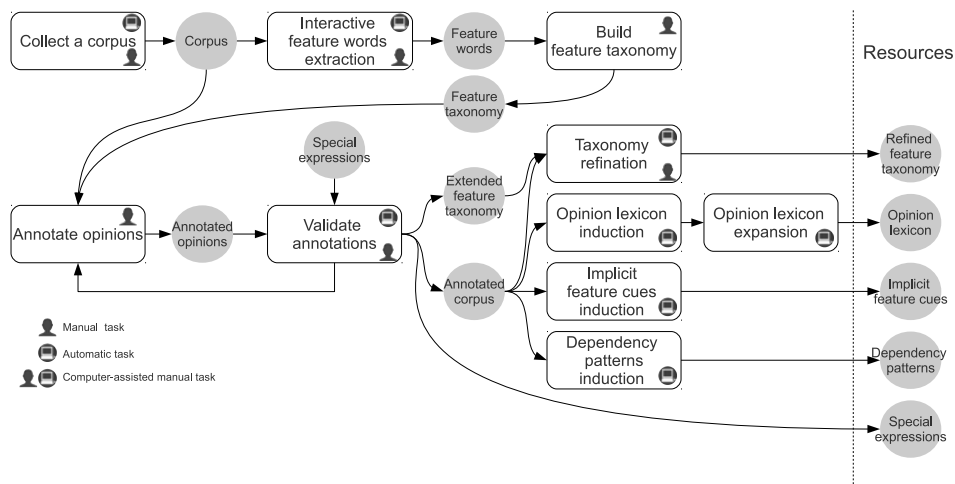 Collect a corpus
Corpus
Interactive
feature words
extraction
Feature
words
Build
feature taxonomy
Resources
Feature
taxonomy
Special
expressions
Taxonomy
refination
Refined
feature
taxonomy
Extended
feature
taxonomy
Annotate opinions
Annotated
opinions
Validate
annotations
Opinion lexicon
induction
Opinion lexicon
expansion
Opinion
lexicon
Annotated
corpus
Implicit
feature cues
induction
Implicit
feature cues
Manual task
Automatic task
Computer-assisted manual task
Dependency
patterns
induction
Dependency
patterns
Special
expressions